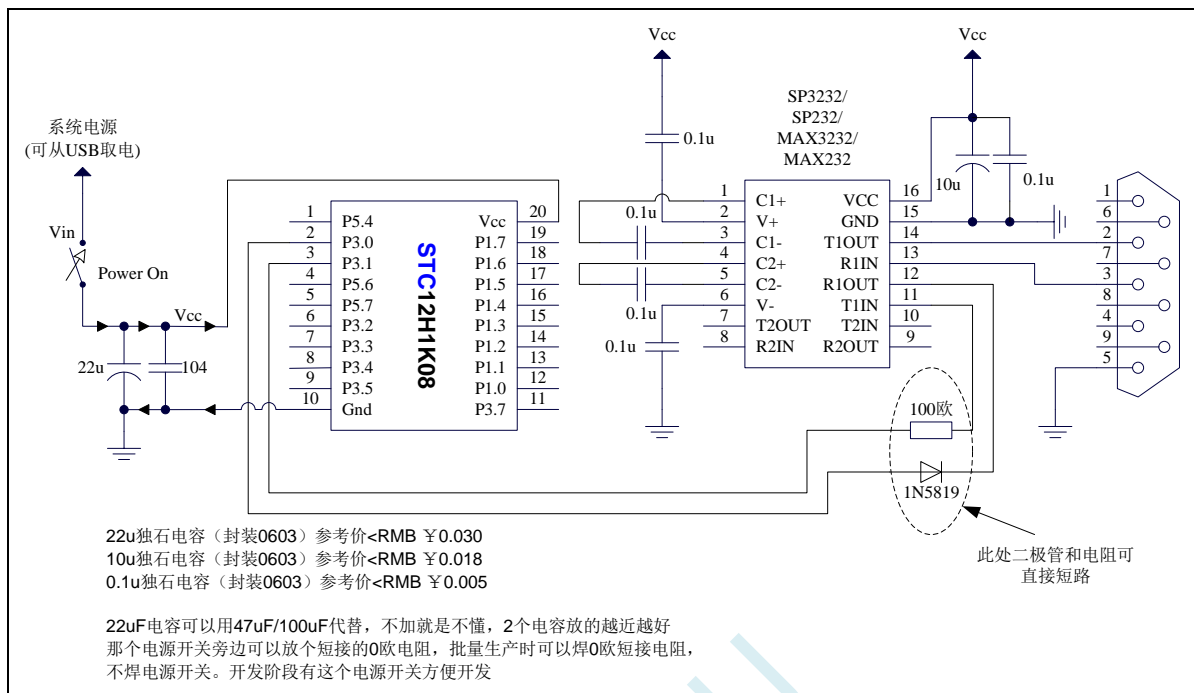 系统电源
(可从USB取电)
Vin
Power On
Vcc
22u
104
STC12H1K08
1 P5.4
2 P3.0
3 P3.1
4 P5.6
5 P5.7
6 P3.2
7 P3.3
8 P3.4
9 P3.5
10 Gnd
Vcc 20
P1.7 19
P1.6 18
P1.5 17
P1.4 16
P1.3 15
P1.2 14
P1.1 13
P1.0 12
P3.7 11
Vcc
0.1u
0.1u
0.1u
0.1u
SP3232/
SP232/
MAX3232/
MAX232
1 C1+
2 V+
3 C1-
4 C2+
5 C2-
6 V-
7 T2OUT
8 R2IN
VCC 16
GND 15
T1OUT 14
R1IN 13
R1OUT 12
T1IN 11
T2IN 10
R2OUT 9
Vcc
10u
0.1u
1
6
2
7
3
8
4
9
5
100欧
1N5819
此处二极管和电阻可
直接短路
22u独石电容（封装0603）参考价<RMB ￥0.030
10u独石电容（封装0603）参考价<RMB ￥0.018
0.1u独石电容（封装0603）参考价<RMB ￥0.005
22uF电容可以用47uF/100uF代替，不加就是不懂，2个电容放的越近越好
那个电源开关旁边可以放个短接的0欧电阻，批量生产时可以焊0欧短接电阻，
不焊电源开关。开发阶段有这个电源开关方便开发